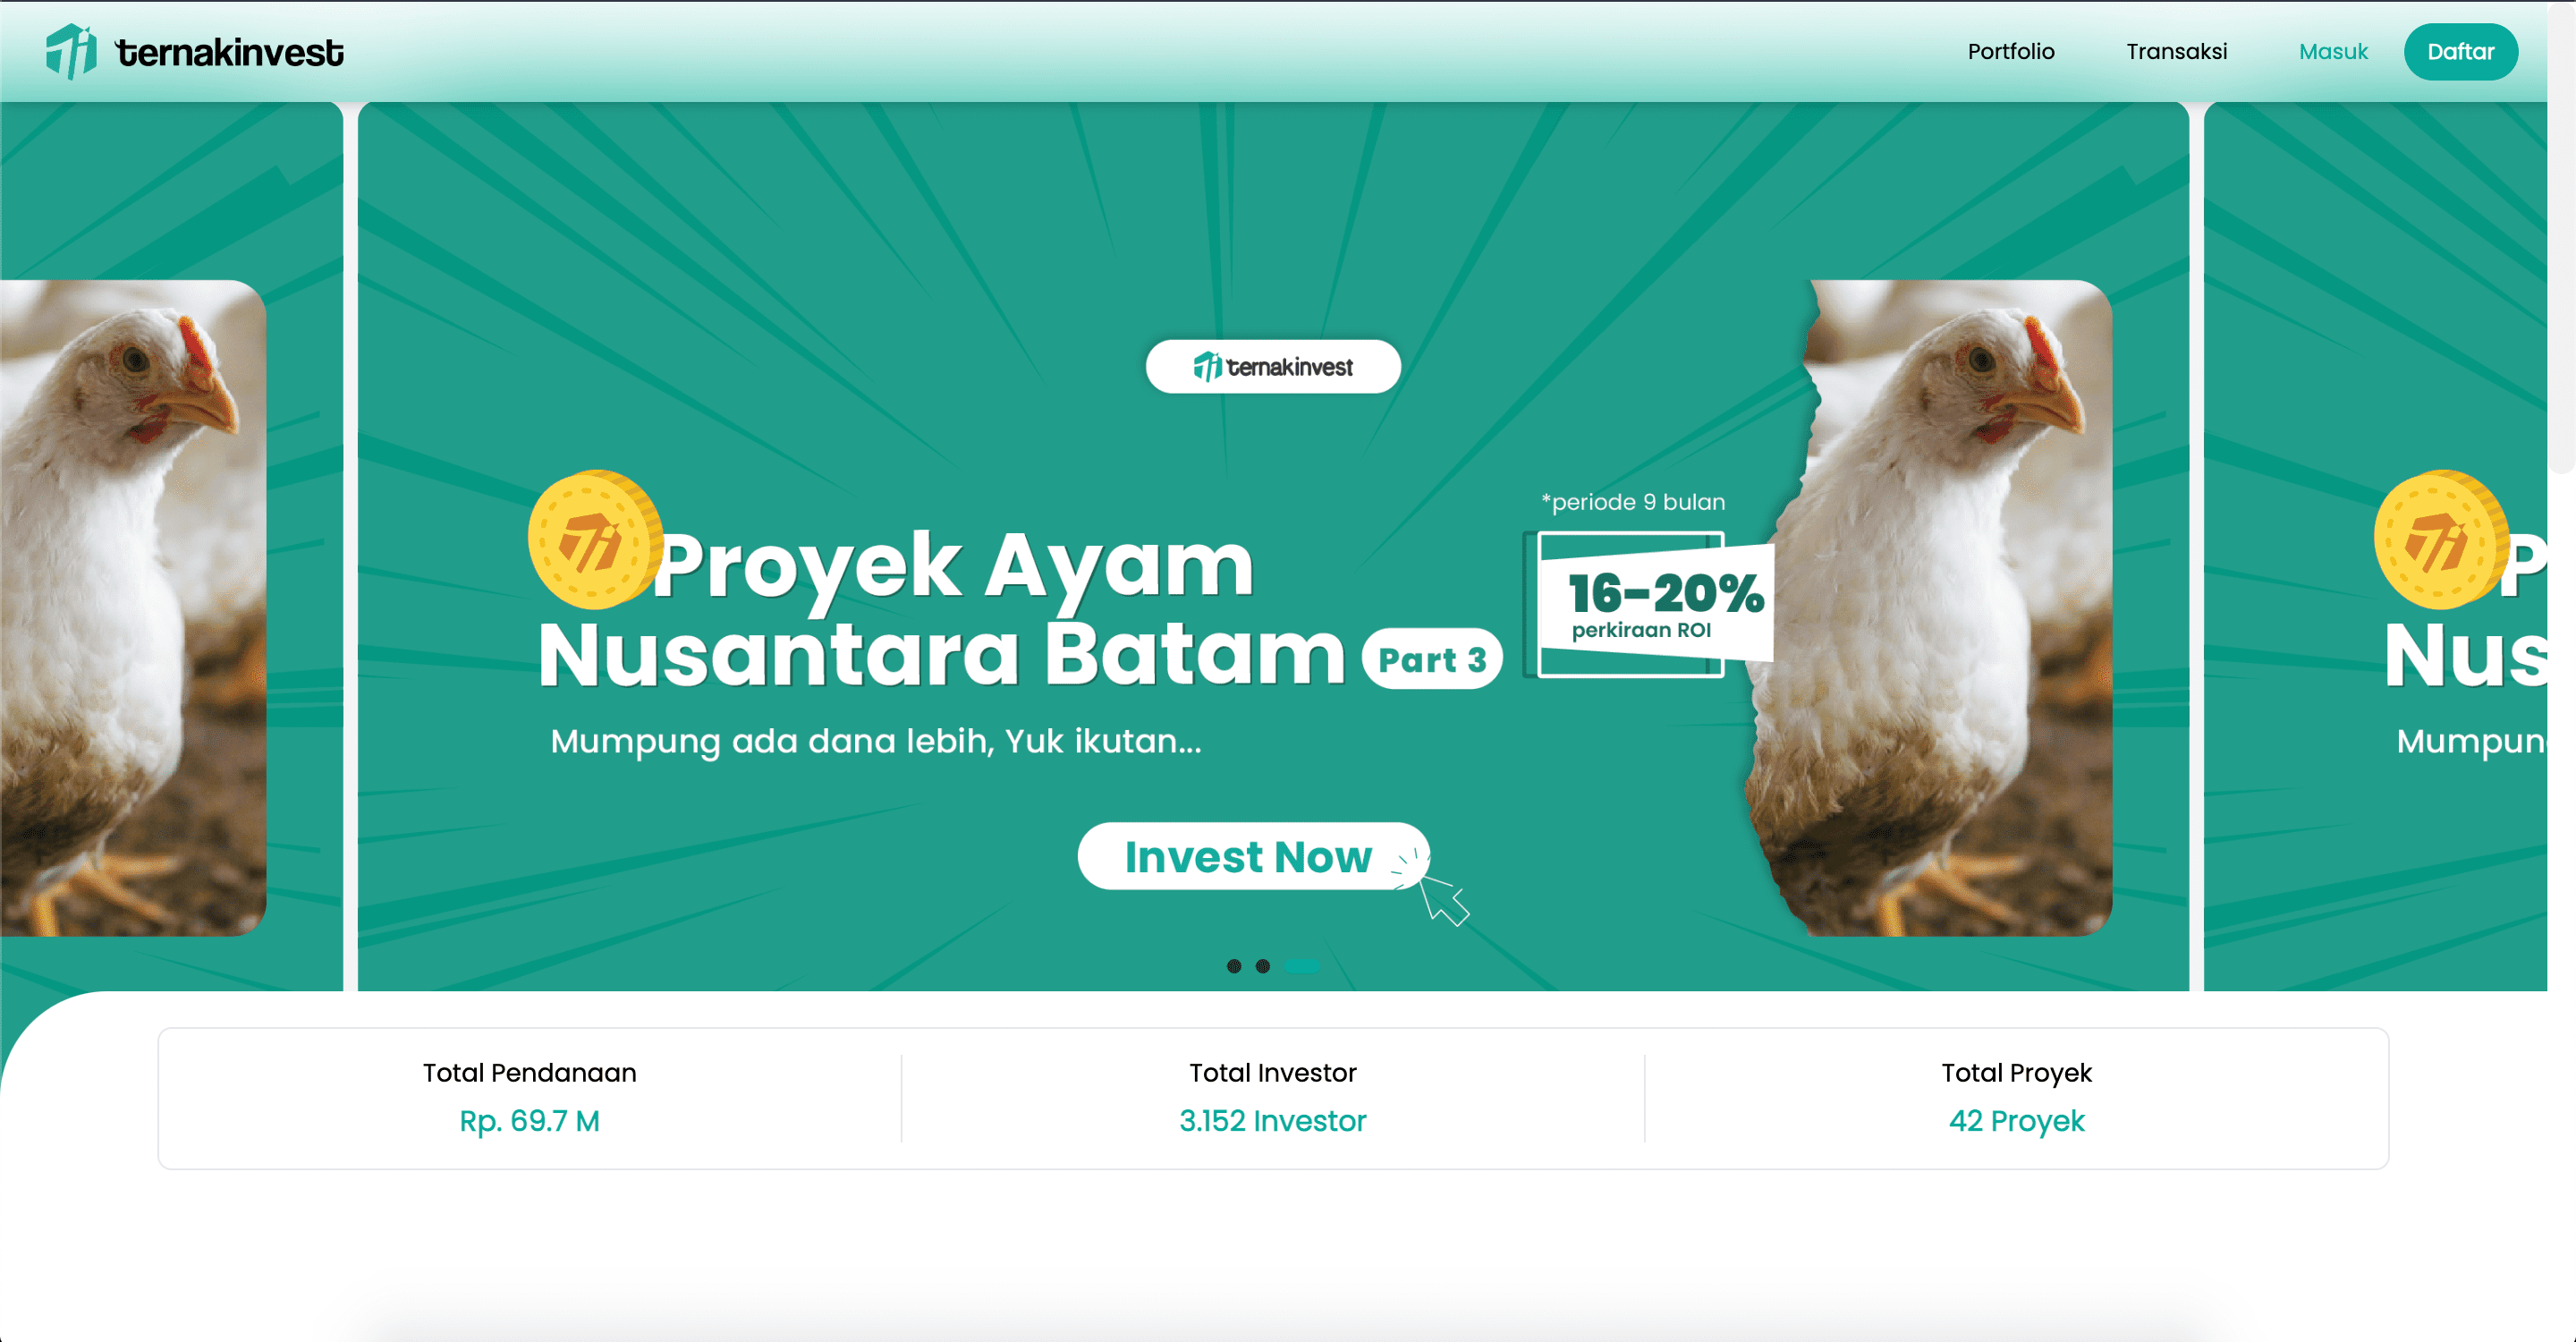 ternakinvest
Portfolio
Transaksi
Masuk
Daftar
ternakinvest
*periode 9 bulan
16-20%
perkiraan ROI
Proyek Ayam
Nusantara Batam Part 3
Mumpung ada dana lebih, Yuk ikutan...
Invest Now
P
Nus
Mumpun
Total Pendanaan
Rp. 69.7 M
Total Investor
3.152 Investor
Total Proyek
42 Proyek